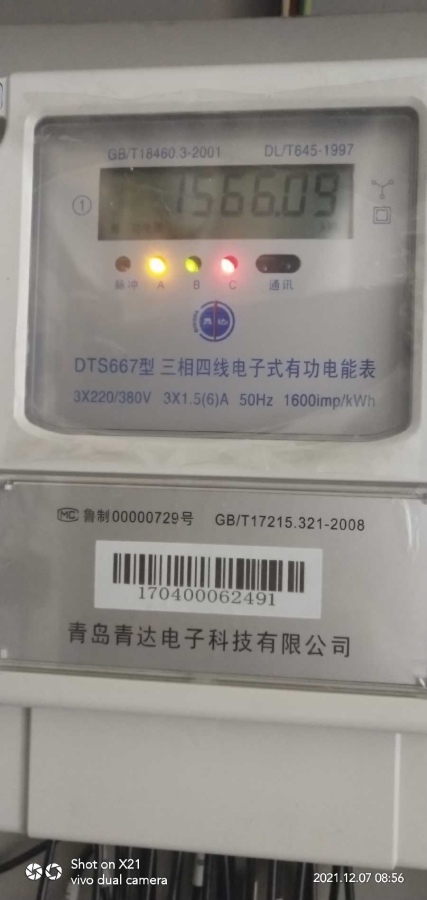 GB/T18460.3-2001 DL/T645-1997
1566.09
①
脉冲 A B C 通讯
DTS667型 三相四线电子式有功电能表
3X220/380V 3X1.5(6)A 50Hz 1600imp/kWh
MC 鲁制00000729号 GB/T17215.321-2008
170400062491
青岛青达电子科技有限公司
Shot on X21
vivo dual camera
2021.12.07 08:56